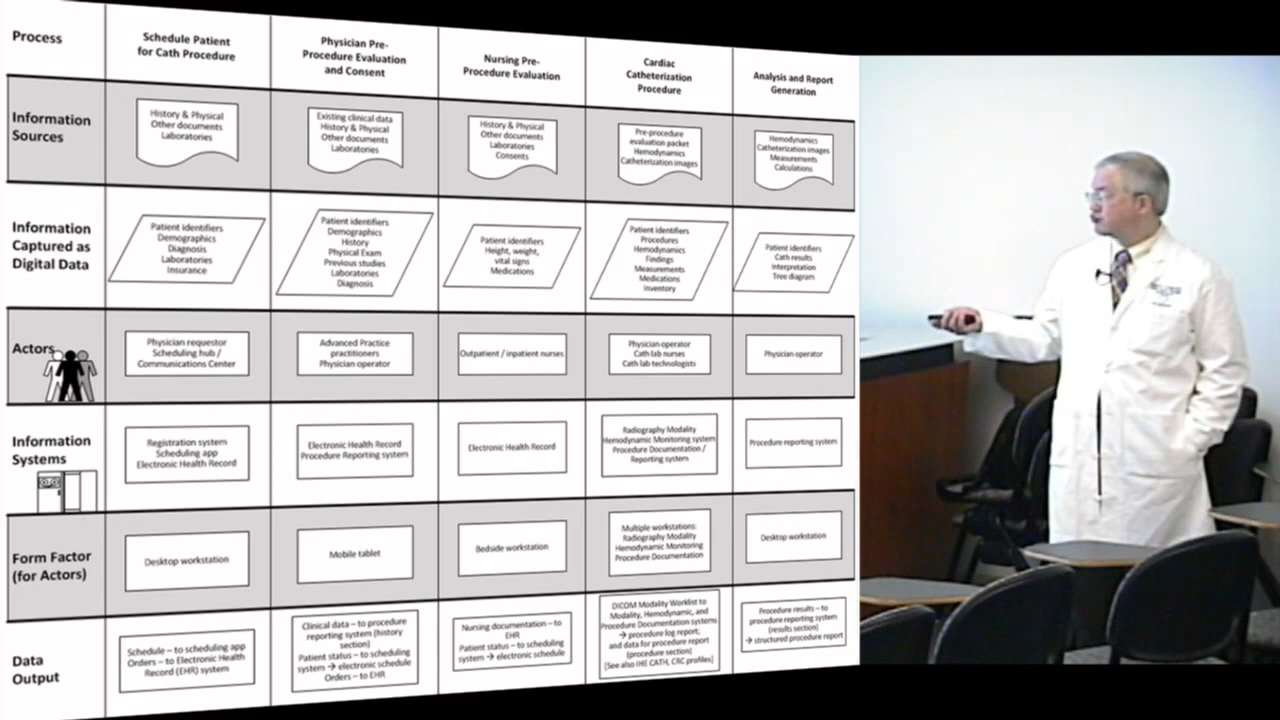 Process
Schedule Patient
for Cath Procedure
Physician Pre-
Procedure Evaluation
and Consent
Nursing Pre-
Procedure Evaluation
Cardiac
Catheterization
Procedure
Analysis and Report
Generation
Information
Sources
History & Physical
Other documents
Laboratories
Existing clinical data
History & Physical
Other documents
Laboratories
History & Physical
Other documents
Laboratories
Consents
Pre-procedure
evaluation packet
Hemodynamics
Catheterization images
Hemodynamics
Catheterization images
Measurements
Calculations
Information
Captured as
Digital Data
Patient identifiers
Demographics
Diagnosis
Laboratories
Insurance
Patient identifiers
Demographics
History
Physical Exam
Previous studies
Laboratories
Diagnosis
Patient identifiers
Height, weight,
vital signs
Medications
Patient identifiers
Procedures
Hemodynamics
Findings
Measurements
Medications
Inventory
Patient identifiers
Cath results
Interpretation
Tree diagram
Actors
Physician requestor
Scheduling hub /
Communications Center
Advanced Practice
practitioners
Physician operator
Outpatient / inpatient nurses
Physician operator
Cath lab nurses
Cath lab technologists
Physician operator
Information
Systems
Registration system
Scheduling app
Electronic Health Record
Electronic Health Record
Procedure Reporting system
Electronic Health Record
Radiography Modality
Hemodynamic Monitoring system
Procedure Documentation /
Reporting system
Procedure reporting system
Form Factor
(for Actors)
Desktop workstation
Mobile tablet
Bedside workstation
Multiple workstations:
Radiography Modality
Hemodynamic Monitoring
Procedure Documentation
Desktop workstation
Data
Output
Schedule – to scheduling app
Orders – to Electronic Health
Record (EHR) system
Clinical data – to procedure
reporting system (history
section)
Patient status – to scheduling
system → electronic schedule
Orders – to EHR
Nursing documentation – to
EHR
Patient status – to scheduling
system → electronic schedule
DICOM Modality Worklist to
Modality, Hemodynamic, and
Procedure Documentation systems
→ procedure log report;
and data for procedure report
(procedure section)
[See also IHE CATH, CRC profiles]
Procedure results – to
procedure reporting system
(results section)
→ structured procedure report